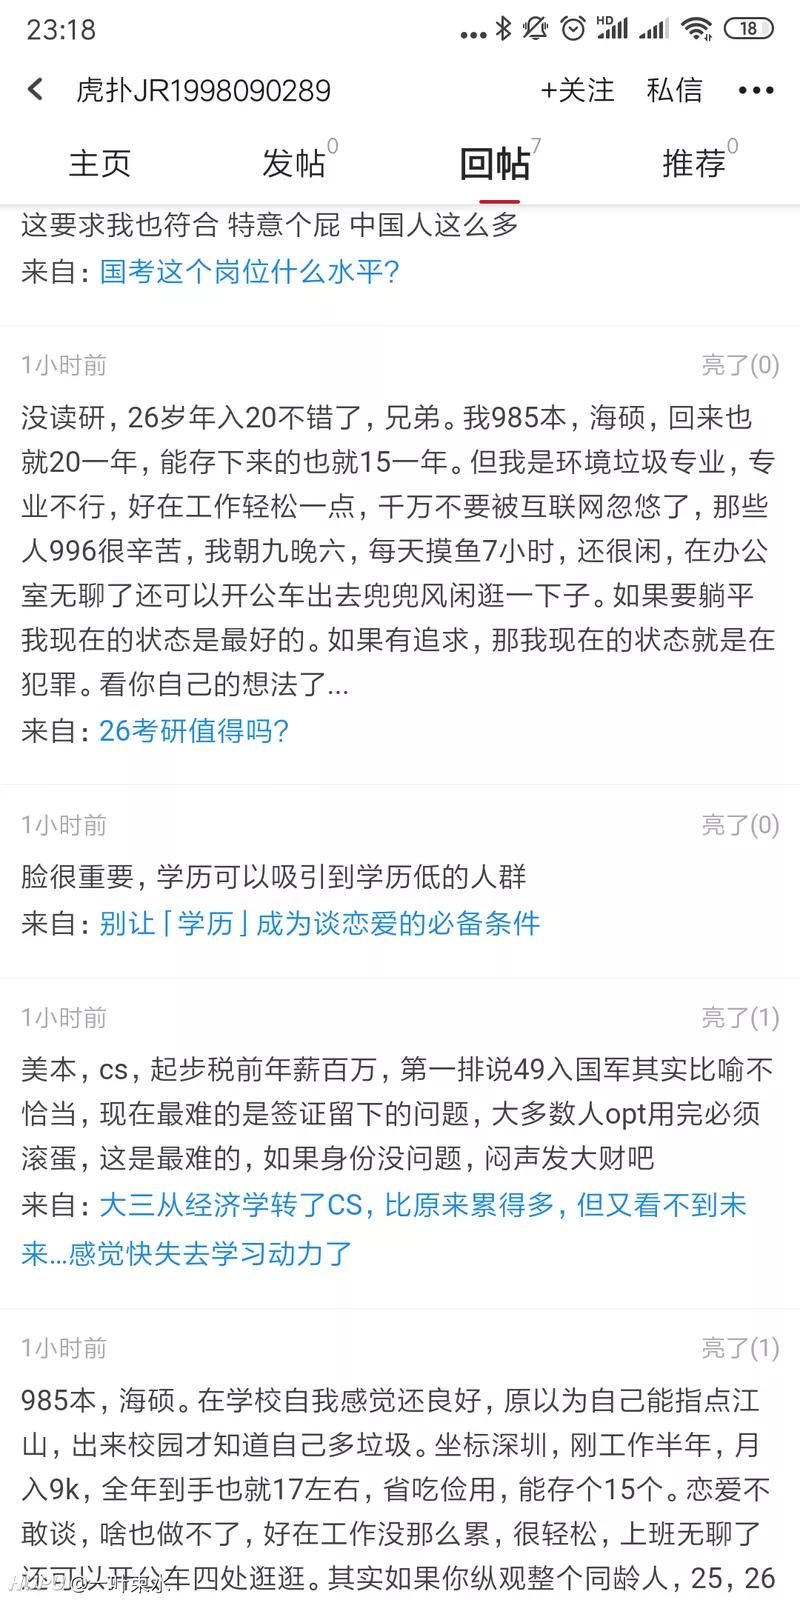 23:18
HD
18
虎扑JR1998090289
+关注
私信
主页
发帖0
回帖7
推荐0
这要求我也符合 特意个屁 中国人这么多
来自：国考这个岗位什么水平?
1小时前
亮了(0)
没读研，26岁年入20不错了，兄弟。我985本，海硕，回来也
就20一年，能存下来的也就15一年。但我是环境垃圾专业，专
业不行，好在工作轻松一点，千万不要被互联网忽悠了，那些
人996很辛苦，我朝九晚六，每天摸鱼7小时，还很闲，在办公
室无聊了还可以开公车出去兜兜风闲逛一下子。如果要躺平
我现在的状态是最好的。如果有追求，那我现在的状态就是在
犯罪。看你自己的想法了...
来自：26考研值得吗?
1小时前
亮了(0)
脸很重要，学历可以吸引到学历低的人群
来自：别让「学历」成为谈恋爱的必备条件
1小时前
亮了(1)
美本，cs，起步税前年薪百万，第一排说49入国军其实比喻不
恰当，现在最难的是签证留下的问题，大多数人opt用完必须
滚蛋，这是最难的，如果身份没问题，闷声发大财吧
来自：大三从经济学转了CS，比原来累得多，但又看不到未
来...感觉快失去学习动力了
1小时前
亮了(1)
985本，海硕。在学校自我感觉还良好，原以为自己能指点江
山，出来校园才知道自己多垃圾。坐标深圳，刚工作半年，月
入9k，全年到手也就17左右，省吃俭用，能存个15个。恋爱不
敢谈，啥也做不了，好在工作没那么累，很轻松，上班无聊了
还可以开公车四处逛逛。其实如果你纵观整个同龄人，25，26